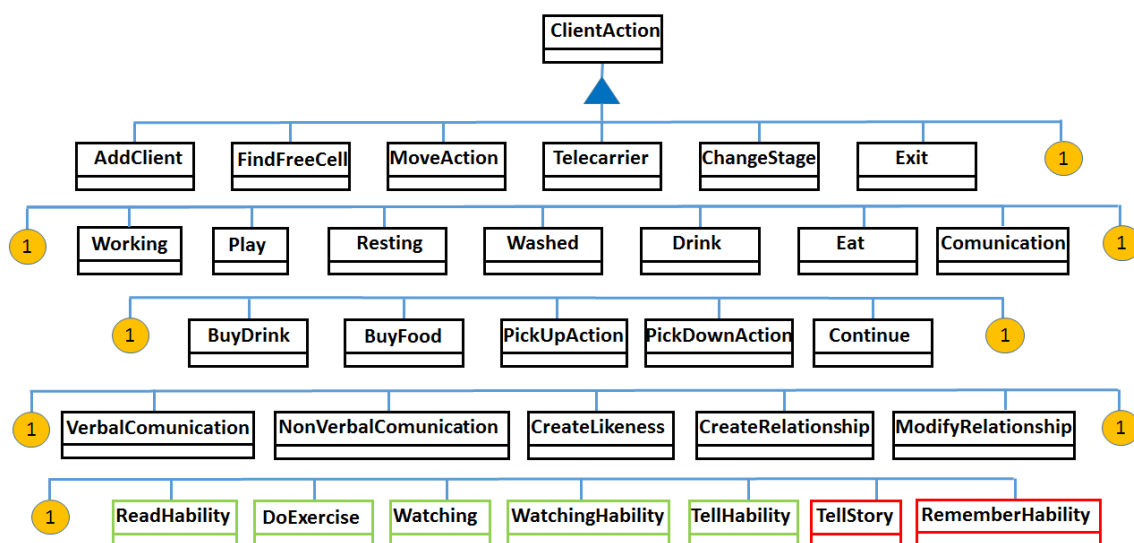 ClientAction
AddClient FindFreeCell MoveAction Telecarrier ChangeStage Exit 1
1 Working Play Resting Washed Drink Eat Comunication 1
1 BuyDrink BuyFood PickUpAction PickDownAction Continue 1
1 VerbalComunication NonVerbalComunication CreateLikeness CreateRelationship ModifyRelationship 1
1 ReadHability DoExercise Watching WatchingHability TellHability TellStory RememberHability